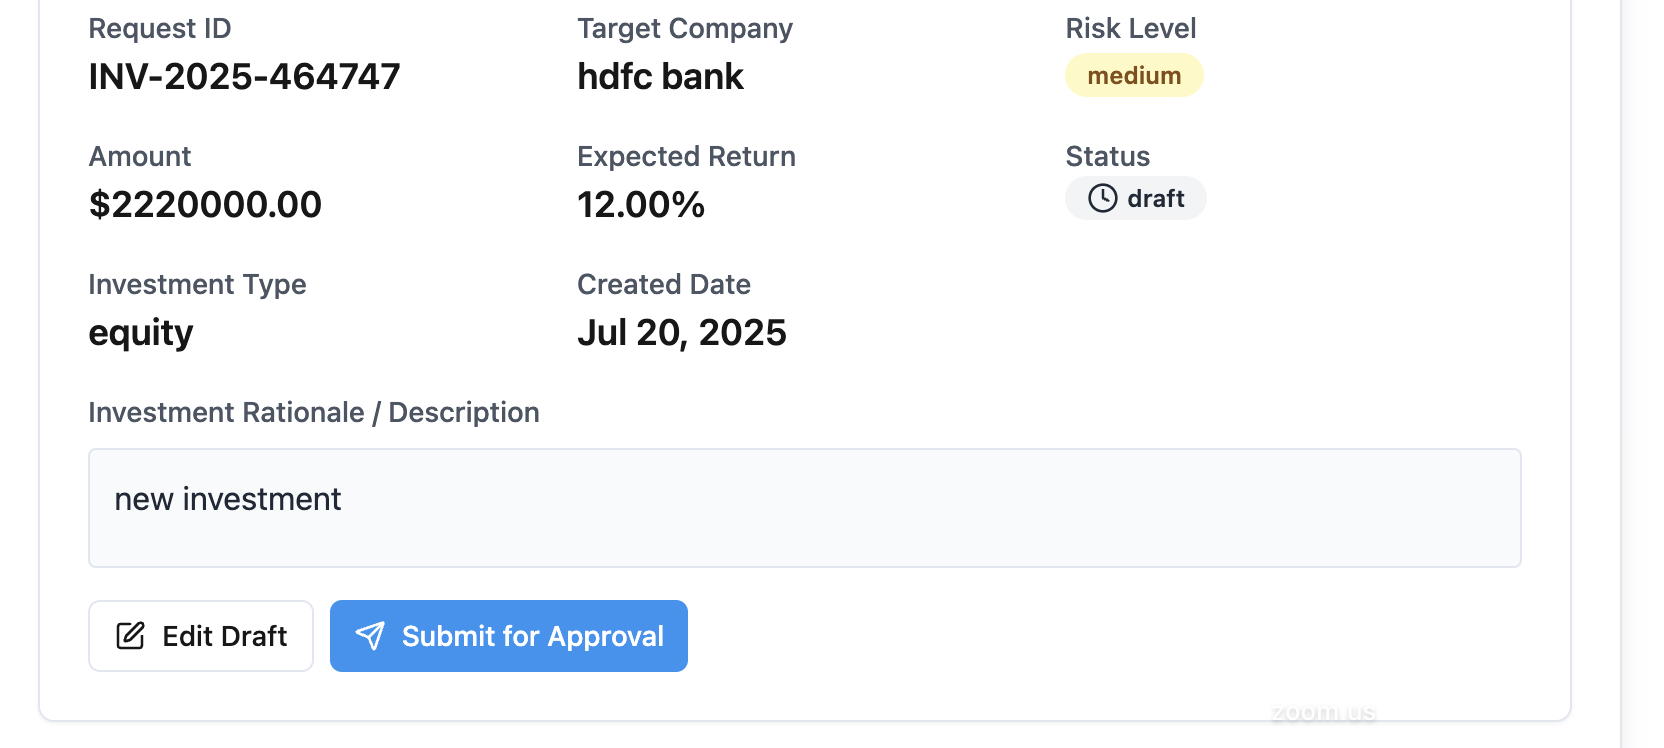 Request ID
Target Company
Risk Level
INV-2025-464747
hdfc bank
medium
Amount
Expected Return
Status
$2220000.00
12.00%
draft
Investment Type
Created Date
equity
Jul 20, 2025
Investment Rationale / Description
new investment
Edit Draft
Submit for Approval
zoom.us